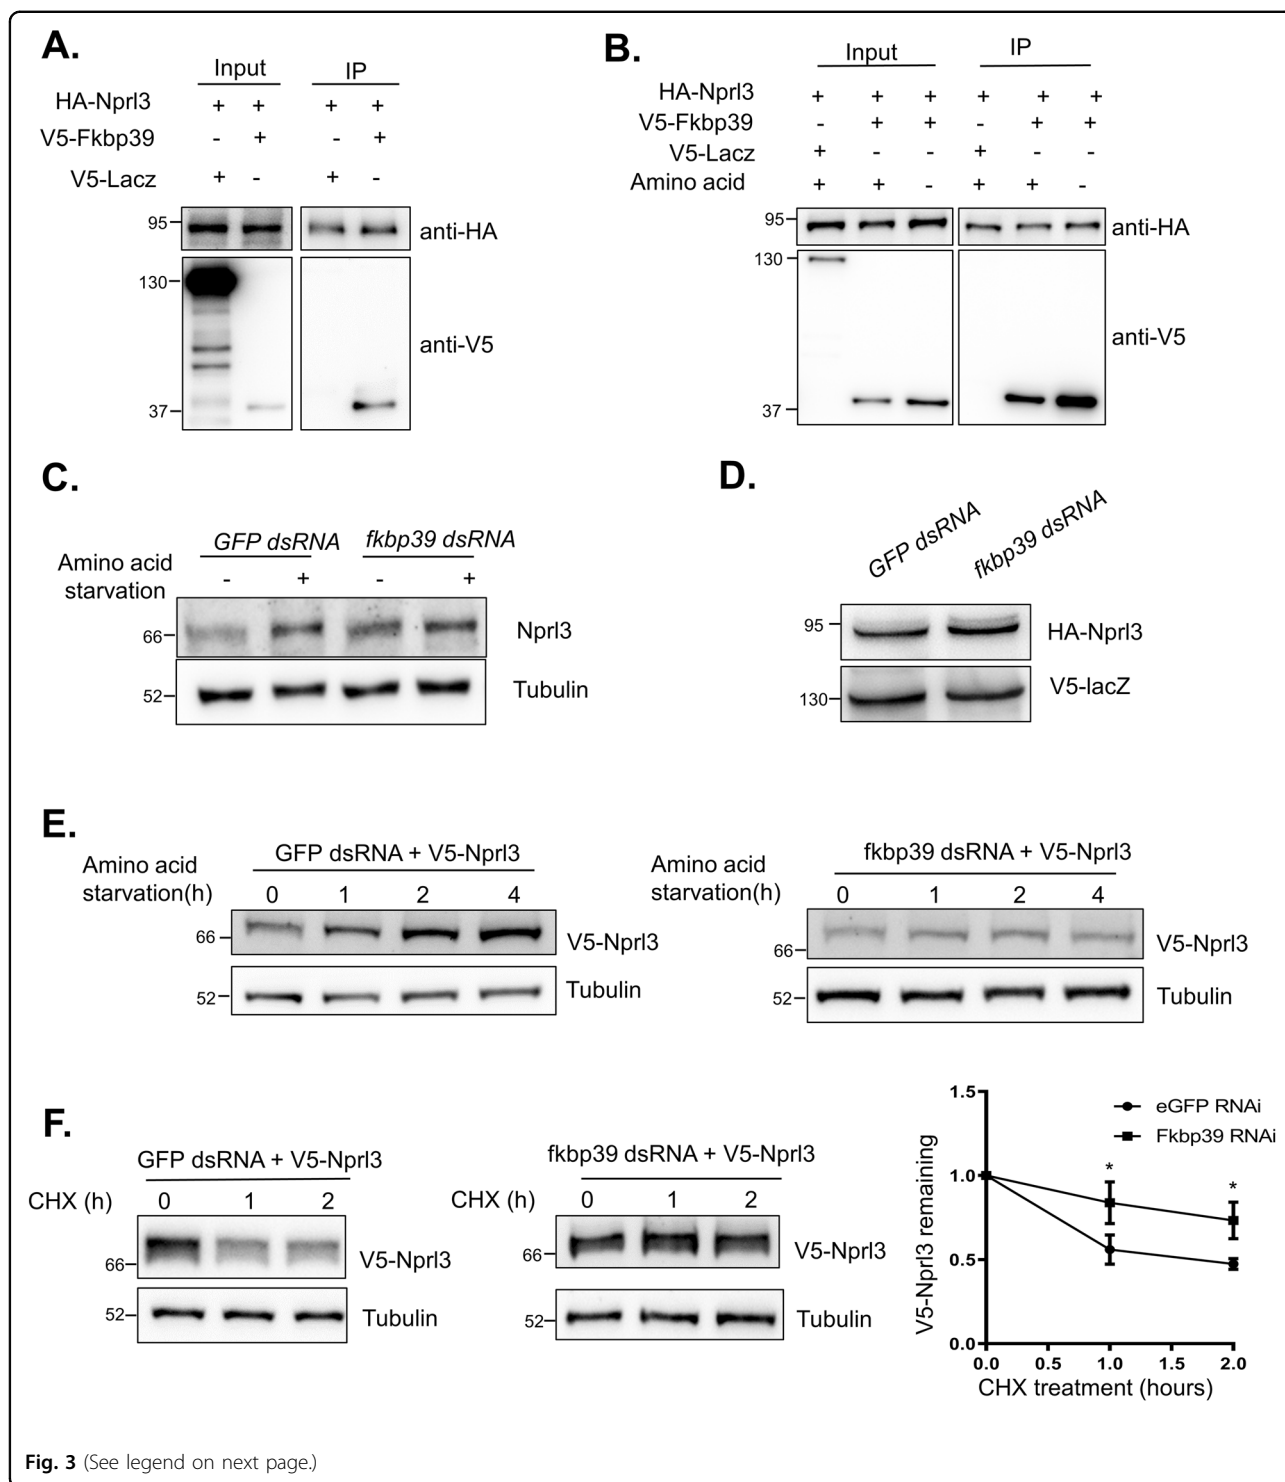 A.
Input IP
HA-Nprl3 + + + +
V5-Fkbp39 - + - +
V5-Lacz + - + -
95 anti-HA
130
anti-V5
37
B.
Input IP
HA-Nprl3 + + + + + +
V5-Fkbp39 - + + - + +
V5-Lacz + - - + - -
Amino acid + + - + + -
95 anti-HA
130
anti-V5
37
C.
GFP dsRNA fkbp39 dsRNA
Amino acid
starvation - + - +
66 Nprl3
52 Tubulin
D.
GFP dsRNA fkbp39 dsRNA
95 HA-Nprl3
130 V5-lacZ
E.
GFP dsRNA + V5-Nprl3
Amino acid
starvation(h) 0 1 2 4
66 V5-Nprl3
52 Tubulin
fkbp39 dsRNA + V5-Nprl3
Amino acid
starvation(h) 0 1 2 4
66 V5-Nprl3
52 Tubulin
F.
GFP dsRNA + V5-Nprl3
CHX (h) 0 1 2
66 V5-Nprl3
52 Tubulin
fkbp39 dsRNA + V5-Nprl3
CHX (h) 0 1 2
66 V5-Nprl3
52 Tubulin
V5-Nprl3 remaining
1.5
1.0
0.5
0.0
eGFP RNAi
Fkbp39 RNAi
* *
0.0 0.5 1.0 1.5 2.0
CHX treatment (hours)
Fig. 3 (See legend on next page.)